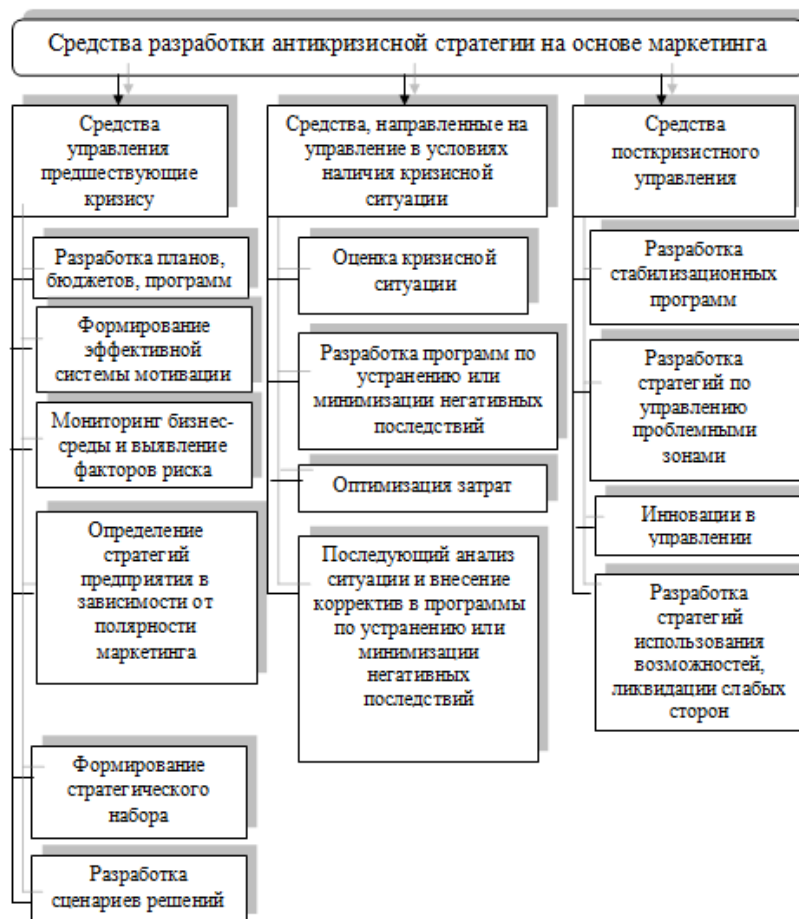 Средства разработки антикризисной стратегии на основе маркетинга
Средства
управления
предшествующие
кризису
Разработка планов,
бюджетов, программ
Формирование
эффективной
системы мотивации
Мониторинг бизнес-
среды и выявление
факторов риска
Определение
стратегий
предприятия в
зависимости от
полярности
маркетинга
Формирование
стратегического
набора
Разработка
сценариев решений
Средства, направленные на
управление в условиях
наличия кризисной
ситуации
Оценка кризисной
ситуации
Разработка программ по
устранению или
минимизации негативных
последствий
Оптимизация затрат
Последующий анализ
ситуации и внесение
корректив в программы
по устранению или
минимизации
негативных
последствий
Средства
посткризистного
управления
Разработка
стабилизационных
программ
Разработка
стратегий по
управлению
проблемными
зонами
Инновации в
управлении
Разработка
стратегий
использования
возможностей,
ликвидации слабых
сторон